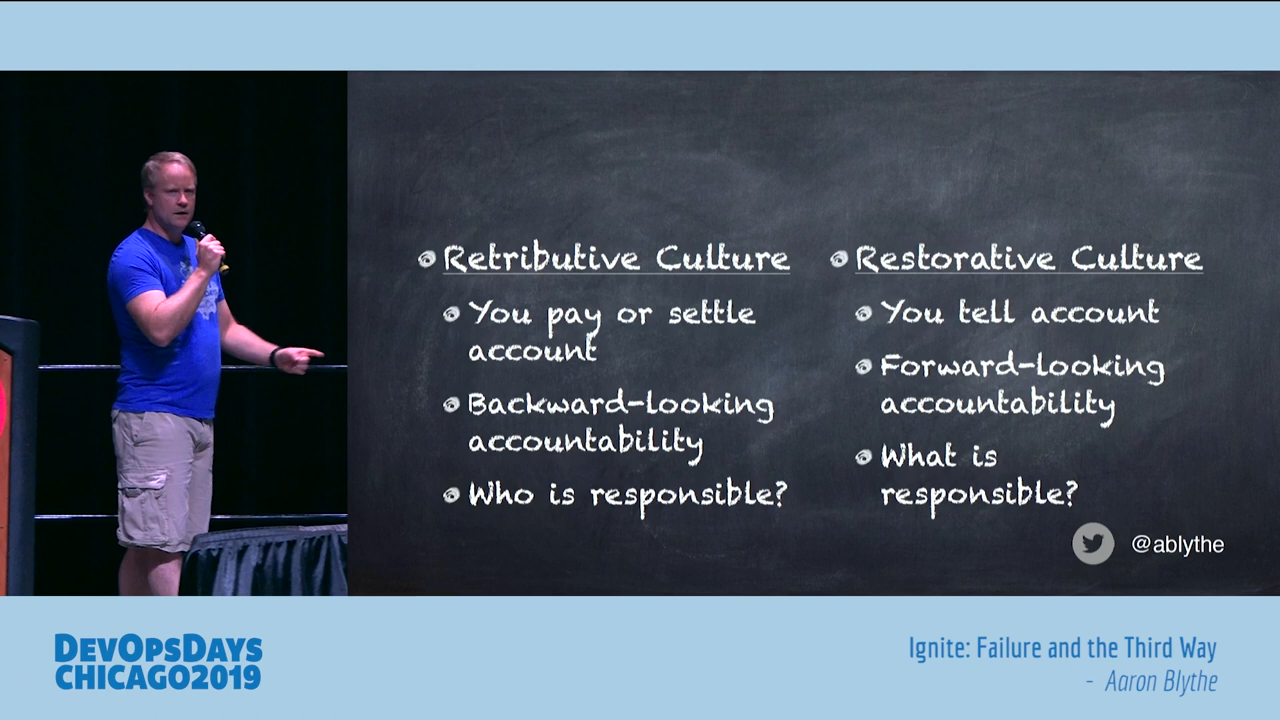 Retributive Culture
You pay or settle
account
Backward-looking
accountability
Who is responsible?
Restorative Culture
You tell account
Forward-looking
accountability
What is
responsible?
@ablythe
DEVOPSDAYS
CHICAGO2019
Ignite: Failure and the Third Way
- Aaron Blythe